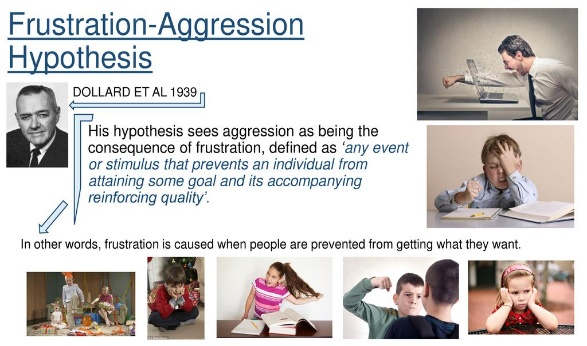 Frustration-Aggression
Hypothesis
DOLLARD ET AL 1939
His hypothesis sees aggression as being the
consequence of frustration, defined as ‘any event
or stimulus that prevents an individual from
attaining some goal and its accompanying
reinforcing quality’.
In other words, frustration is caused when people are prevented from getting what they want.